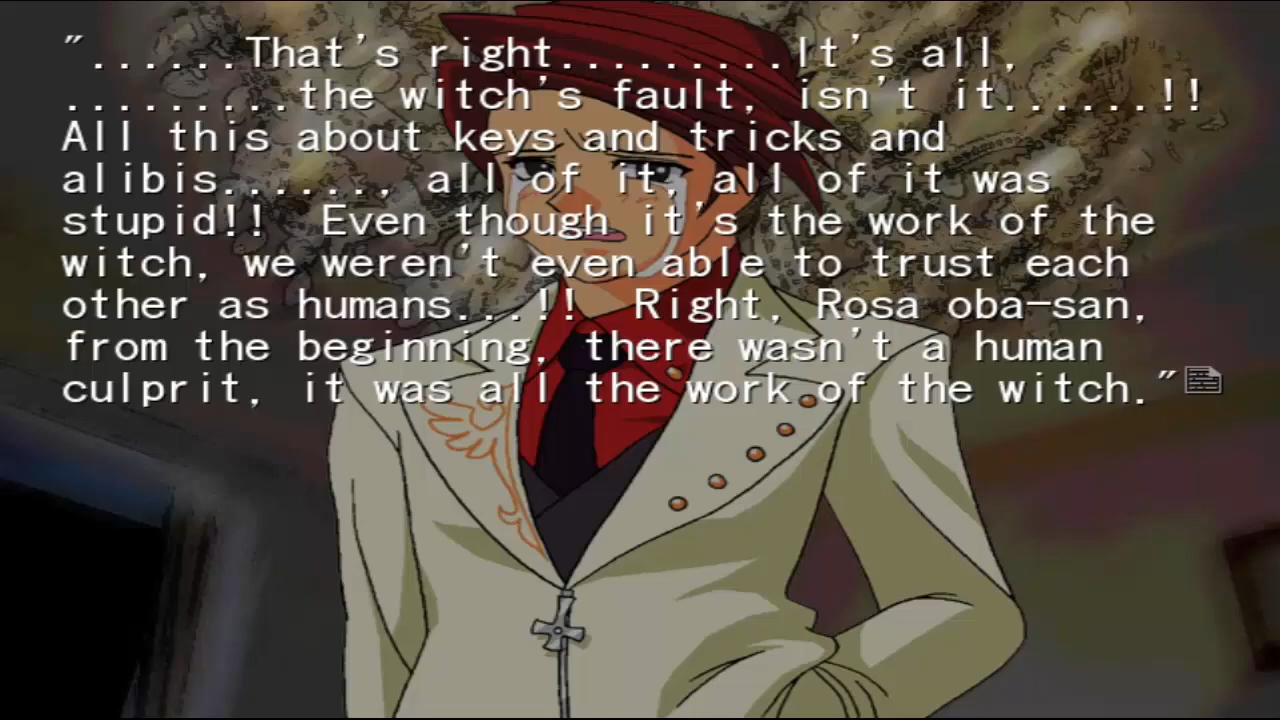 "......That's right.........It's all,
.........the witch's fault, isn't it......!!
All this about keys and tricks and
alibis......, all of it, all of it was
stupid!!  Even though it's the work of the
witch, we weren't even able to trust each
other as humans...!!  Right, Rosa oba-san,
from the beginning, there wasn't a human
culprit, it was all the work of the witch."